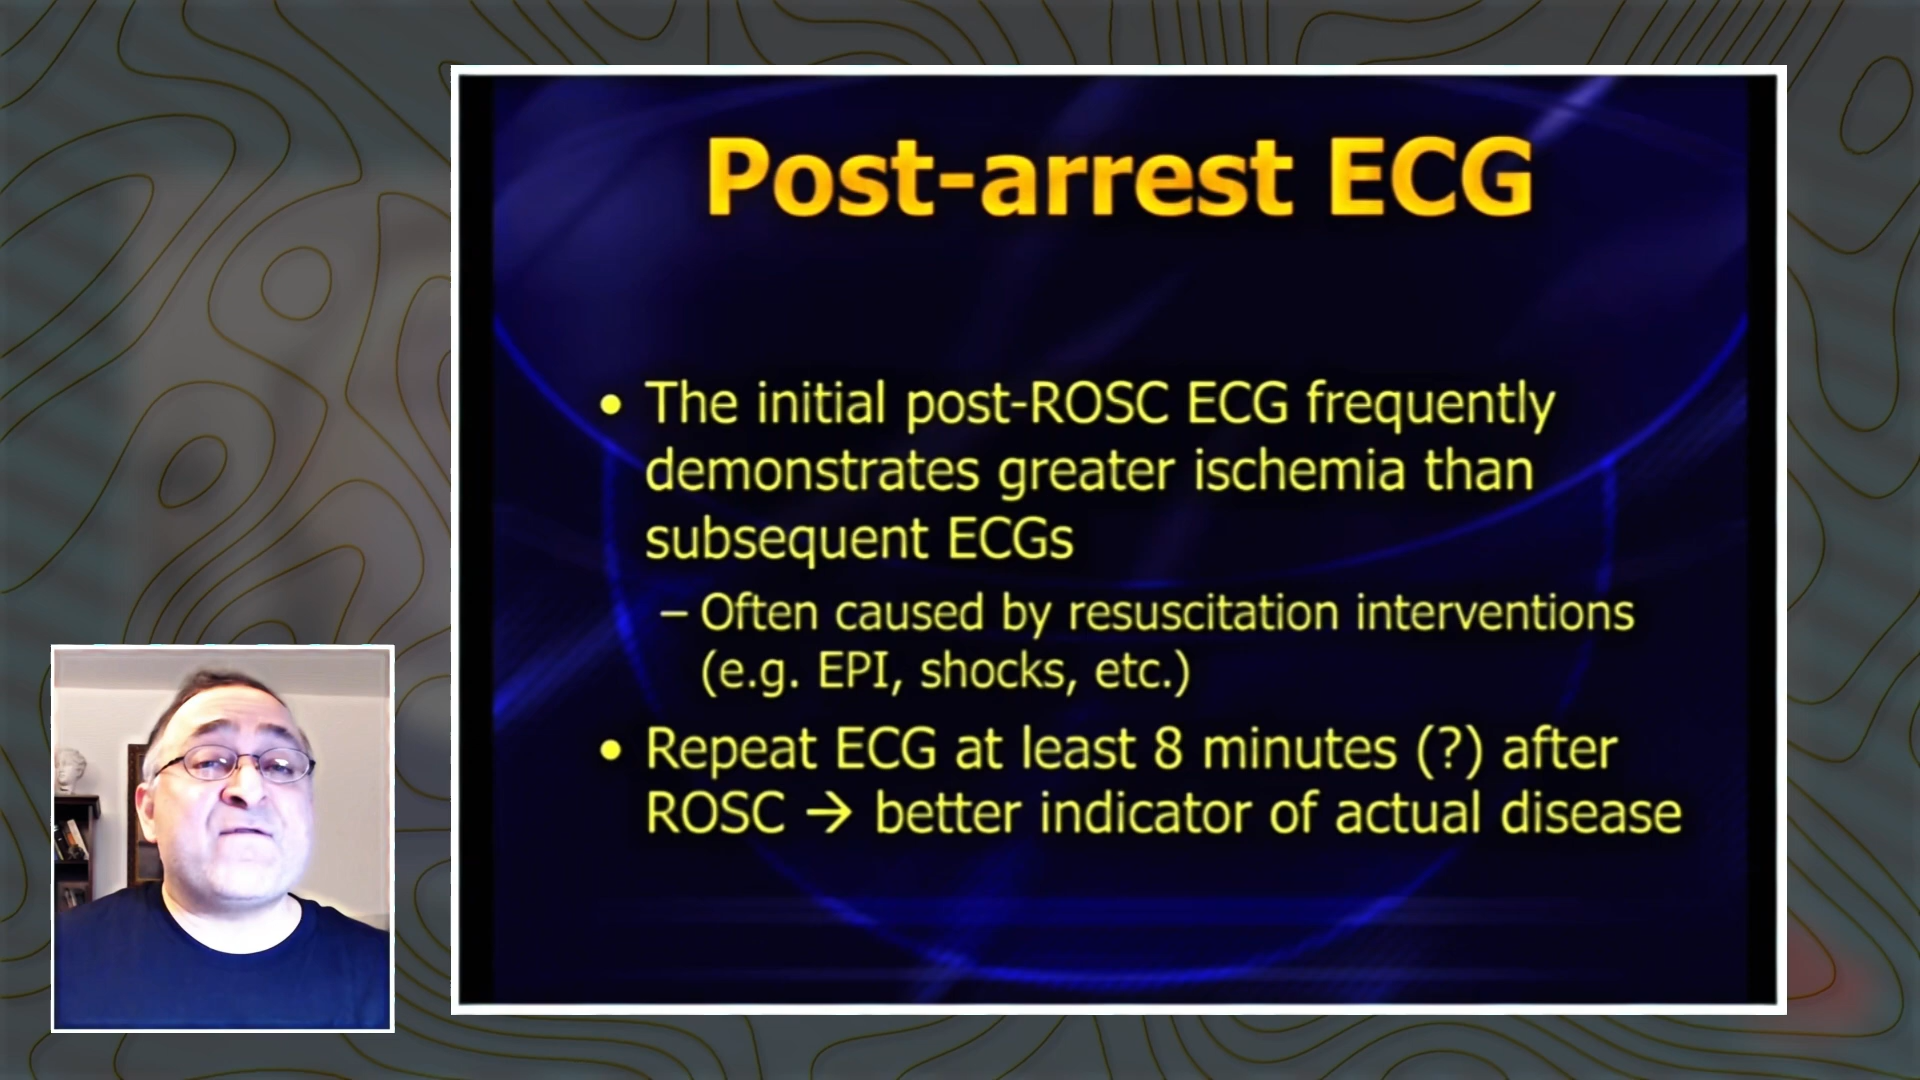 Post-arrest ECG
• The initial post-ROSC ECG frequently
demonstrates greater ischemia than
subsequent ECGs
– Often caused by resuscitation interventions
(e.g. EPI, shocks, etc.)
• Repeat ECG at least 8 minutes (?) after
ROSC → better indicator of actual disease